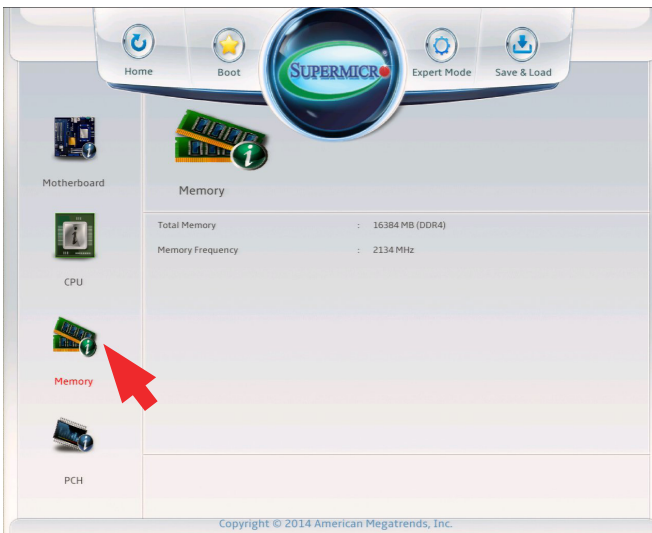 Home
Boot
SUPERMICRO
Expert Mode
Save & Load
Motherboard
CPU
Memory
PCH
Memory
Total Memory : 16384 MB (DDR4)
Memory Frequency : 2134 MHz
Copyright © 2014 American Megatrends, Inc.